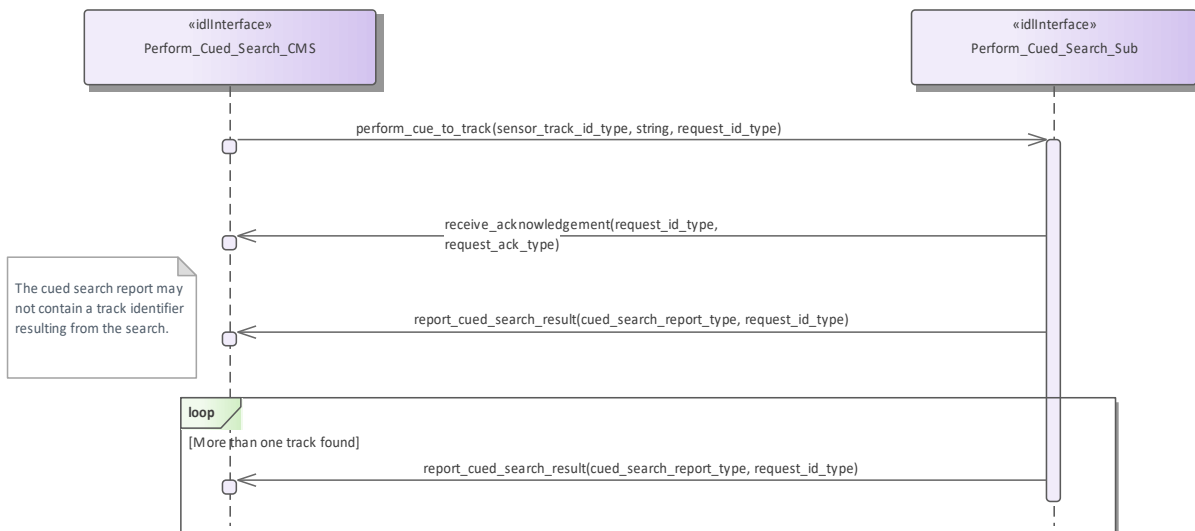 «idlInterface»
Perform_Cued_Search_CMS
«idlInterface»
Perform_Cued_Search_Sub
perform_cue_to_track(sensor_track_id_type, string, request_id_type)
receive_acknowledgement(request_id_type,
request_ack_type)
The cued search report may
not contain a track identifier
resulting from the search.
report_cued_search_result(cued_search_report_type, request_id_type)
loop
[More than one track found]
report_cued_search_result(cued_search_report_type, request_id_type)